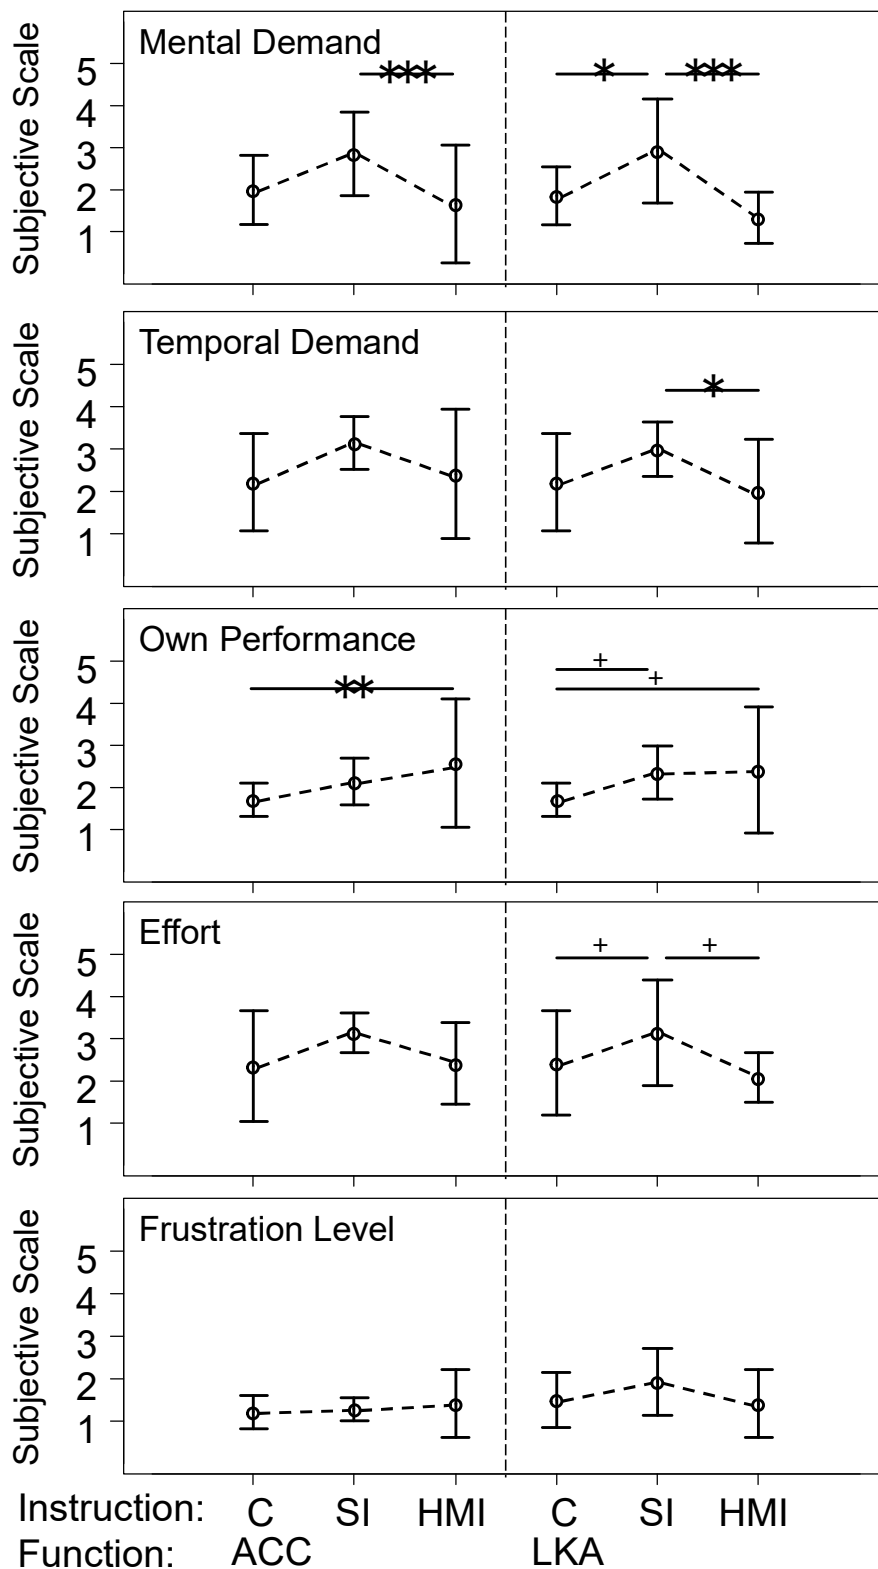 Mental Demand
Subjective Scale
5
4
3
2
1
***
*
***
Temporal Demand
Subjective Scale
5
4
3
2
1
*
Own Performance
Subjective Scale
5
4
3
2
1
**
+
+
Effort
Subjective Scale
5
4
3
2
1
+
+
Frustration Level
Subjective Scale
5
4
3
2
1
Instruction: C SI HMI C SI HMI
Function: ACC LKA